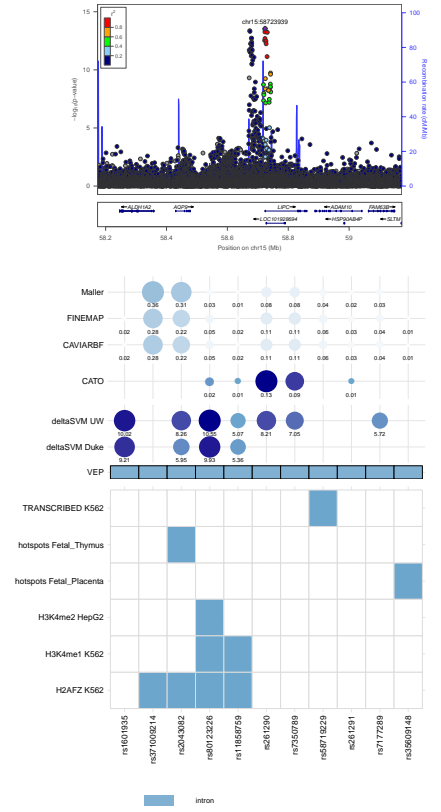 chr15:58723939
r²
0.8
0.6
0.4
0.2
15
10
5
0
−log₁₀(p−value)
100
80
60
40
20
0
Recombination rate (cM/Mb)
ALDH1A2 AQP9 LIPC ADAM10 FAM63B
LOC101928694 HSP90AB4P SLTM
58.2 58.4 58.6 58.8 59
Position on chr15 (Mb)
Maller
0.36 0.31 0.03 0.01 0.08 0.08 0.04 0.02 0.03
FINEMAP
0.02 0.28 0.22 0.05 0.02 0.11 0.11 0.06 0.03 0.04 0.01
CAVIARBF
0.02 0.28 0.22 0.05 0.02 0.11 0.11 0.06 0.03 0.04 0.01
CATO
0.02 0.01 0.13 0.09 0.01
deltaSVM UW
10.02 8.26 10.55 5.07 8.21 7.05 5.72
deltaSVM Duke
9.21 5.95 9.93 5.36
VEP
TRANSCRIBED K562
hotspots Fetal_Thymus
hotspots Fetal_Placenta
H3K4me2 HepG2
H3K4me1 K562
H2AFZ K562
rs1601935
rs371009214
rs2043082
rs80123226
rs11858759
rs261290
rs7350789
rs58719229
rs261291
rs7177289
rs35609148
intron